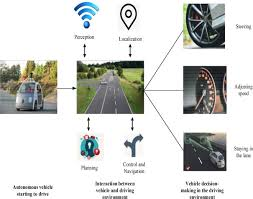 Perception
Localization
Steering
Adjusting
speed
Planning
Control and
Navigation
Staying in
the lane
Autonomous vehicle
starting to drive
Interaction between
vehicle and driving
environment
Vehicle decision-
making in the driving
environment